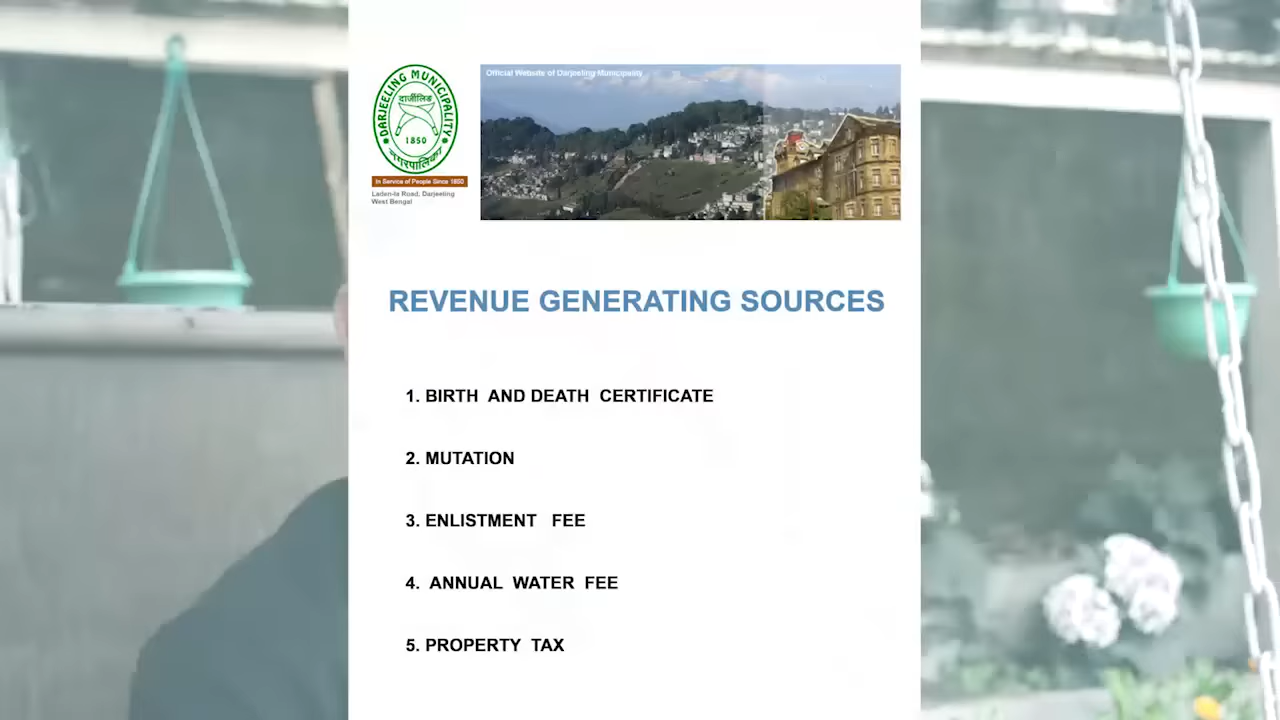 DARJEELING MUNICIPALITY
दार्जीलिङ
1850
नगरपालिका
In Service of People Since 1850
Laden-la Road, Darjeeling
West Bengal
Official Website of Darjeeling Municipality
REVENUE GENERATING SOURCES
1. BIRTH AND DEATH CERTIFICATE
2. MUTATION
3. ENLISTMENT FEE
4. ANNUAL WATER FEE
5. PROPERTY TAX